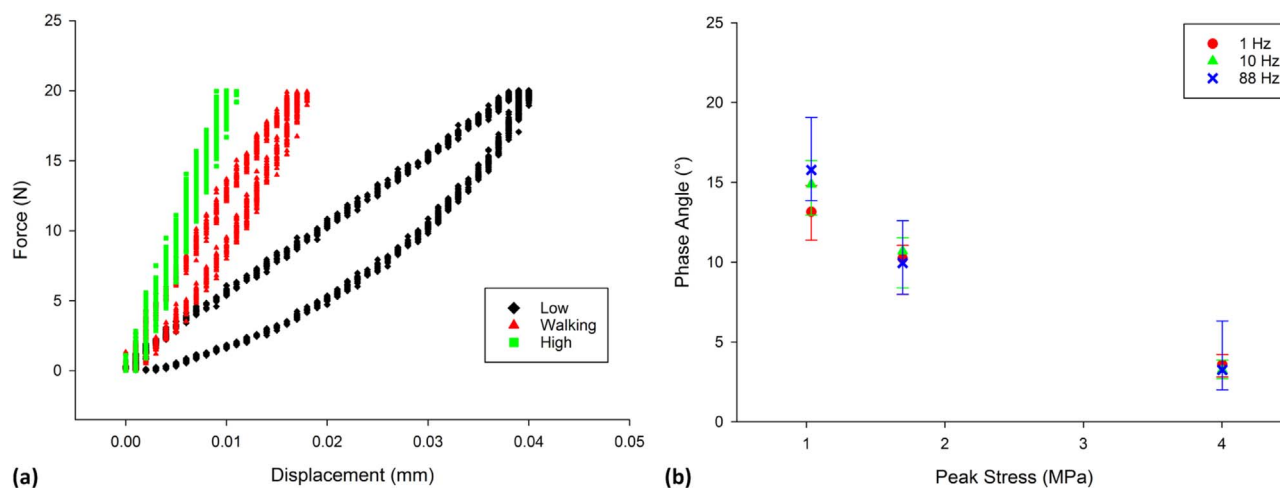 25
20
15
10
5
0
Force (N)
0.00
0.01
0.02
0.03
0.04
0.05
Displacement (mm)
Low
Walking
High
(a)
25
20
15
10
5
0
Phase Angle (°)
1
2
3
4
Peak Stress (MPa)
1 Hz
10 Hz
88 Hz
(b)